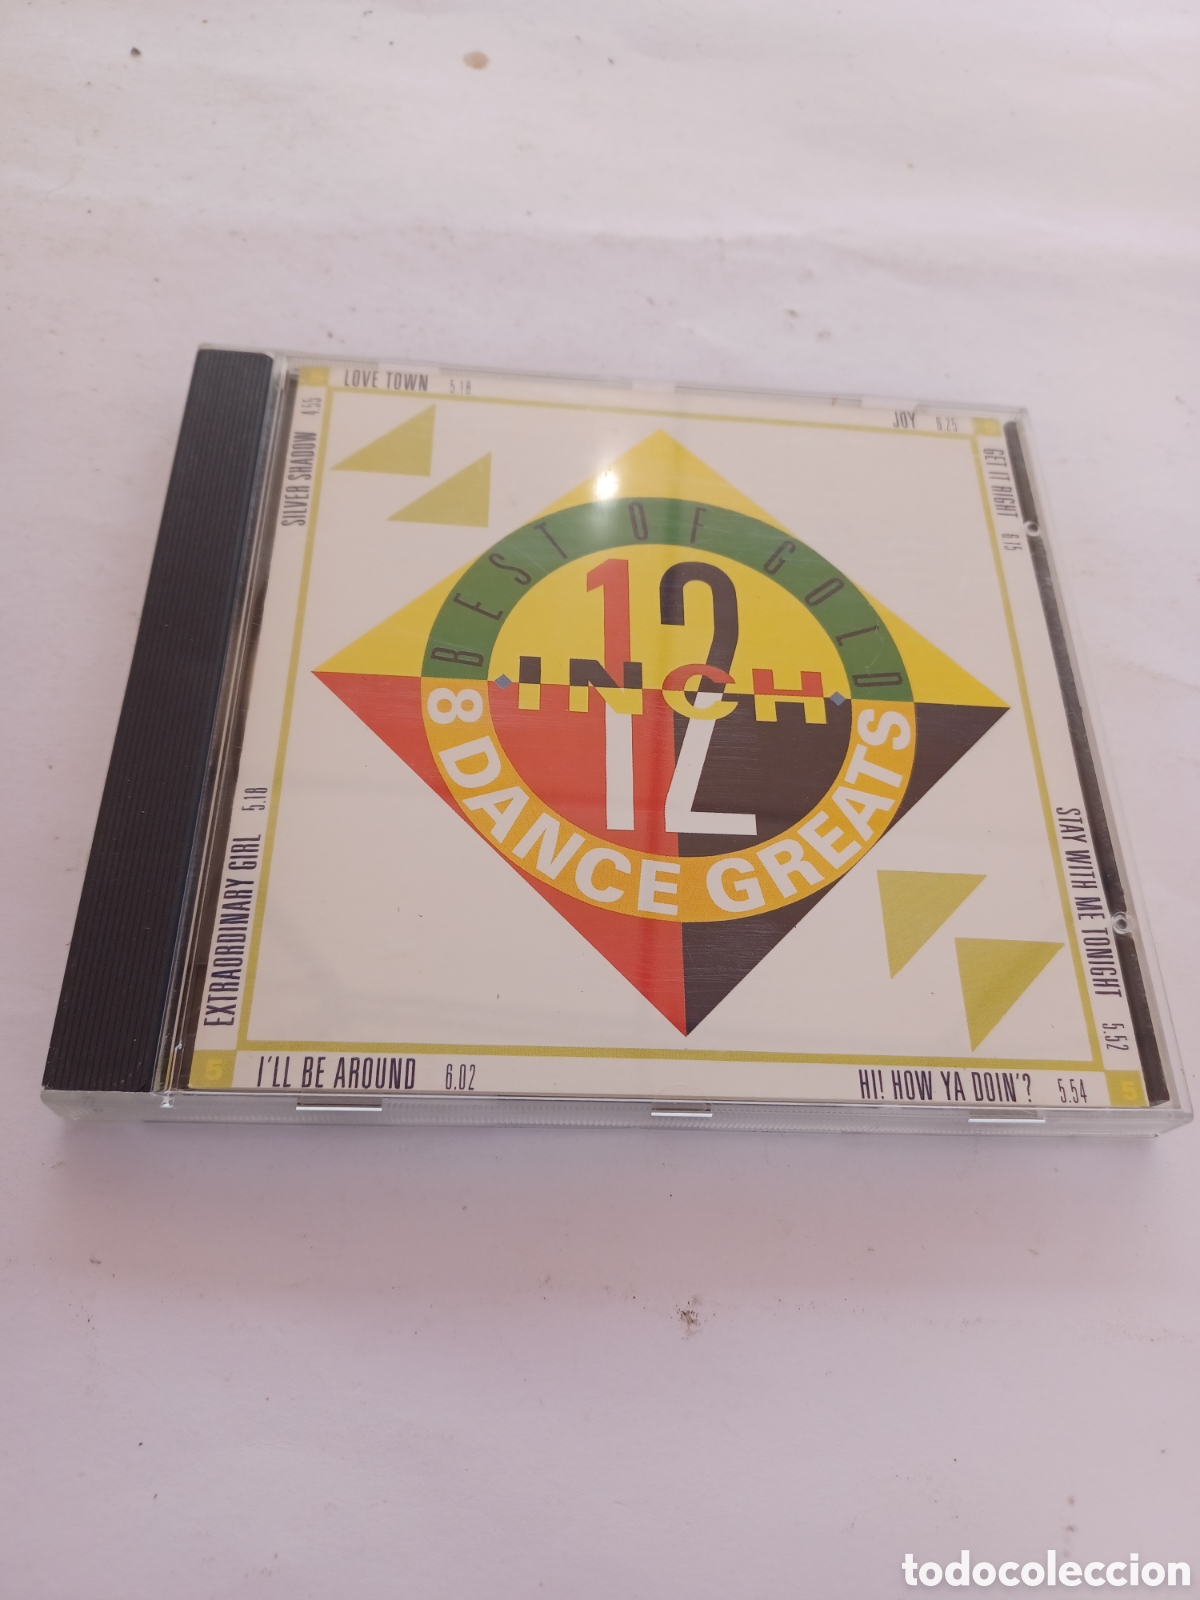 LOVE TOWN 5.18
JOY 6.25
SILVER SHADOW 4.55
GET IT RIGHT 6.15
BEST OF GOLD
12
INCH
12
8 DANCE GREATS
EXTRAORDINARY GIRL 5.18
STAY WITH ME TONIGHT 5.52
5
I'LL BE AROUND 6.02
HI! HOW YA DOIN'? 5.54
5
todocoleccion